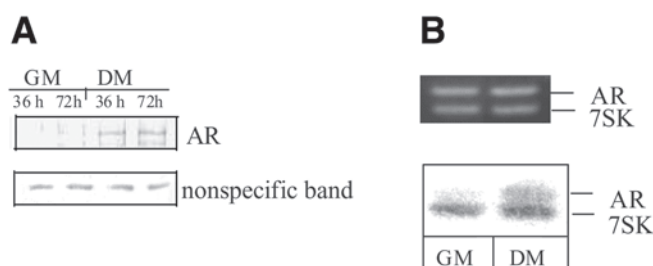 A
GM DM
36 h 72h 36 h 72h
AR
nonspecific band
B
AR
7SK
AR
7SK
GM DM